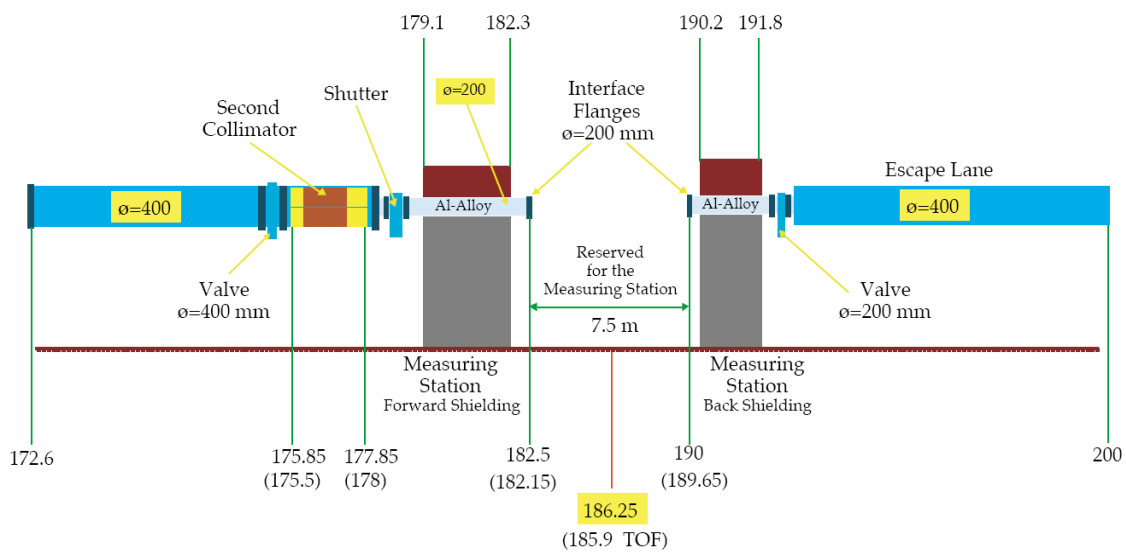 179.1
182.3
190.2
191.8
Second
Collimator
Shutter
ø=200
Interface
Flanges
ø=200 mm
Escape Lane
ø=400
Al-Alloy
Al-Alloy
ø=400
Valve
ø=400 mm
Reserved
for the
Measuring Station
7.5 m
Valve
ø=200 mm
Measuring
Station
Forward Shielding
Measuring
Station
Back Shielding
172.6
175.85
(175.5)
177.85
(178)
182.5
(182.15)
190
(189.65)
200
186.25
(185.9 TOF)